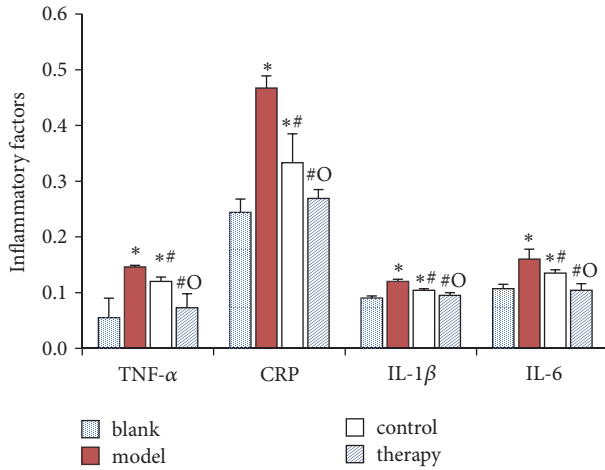 Inflammatory factors
0.6
0.5
0.4
0.3
0.2
0.1
0.0
* *# #O
* *# #O
* *# #O
* *# #O
TNF-α CRP IL-1β IL-6
blank control
model therapy